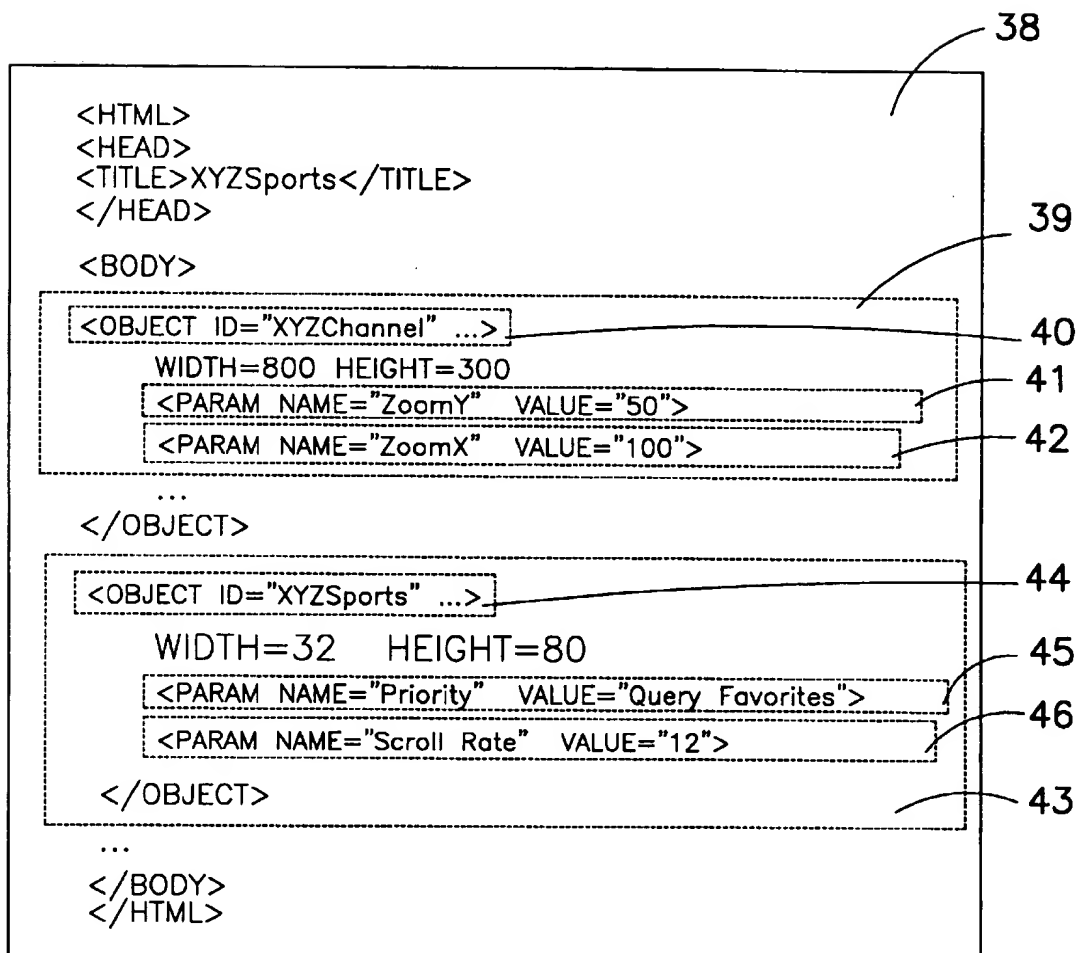 38
<HTML>
<HEAD>
<TITLE>XYZSports</TITLE>
</HEAD>
39
<BODY>
<OBJECT ID="XYZChannel" ...>
40
WIDTH=800 HEIGHT=300
41
<PARAM NAME="ZoomY" VALUE="50">
<PARAM NAME="ZoomX" VALUE="100">
42
...
</OBJECT>
<OBJECT ID="XYZSports" ...>
44
WIDTH=32 HEIGHT=80
45
<PARAM NAME="Priority" VALUE="Query Favorites">
46
<PARAM NAME="Scroll Rate" VALUE="12">
</OBJECT>
43
...
</BODY>
</HTML>